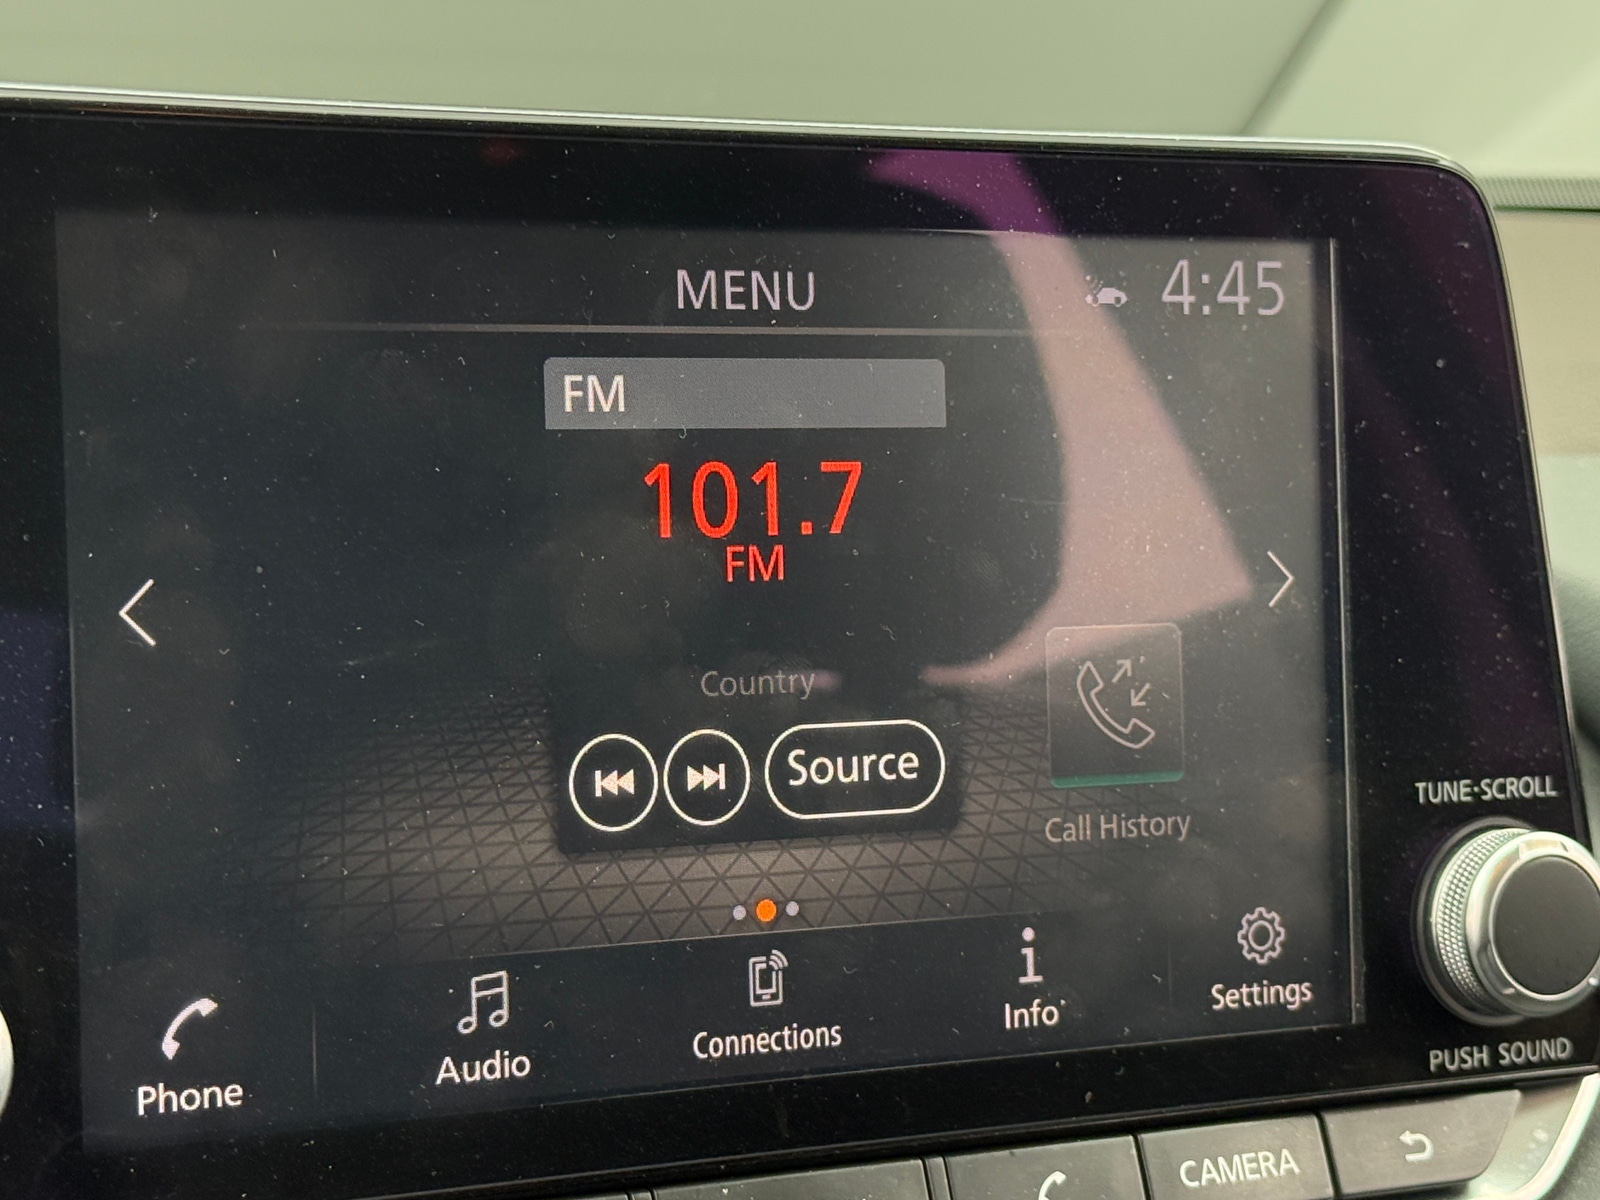 MENU
4:45
FM
101.7
FM
Country
Source
Call History
TUNE·SCROLL
Phone
Audio
Connections
Info
Settings
PUSH SOUND
CAMERA